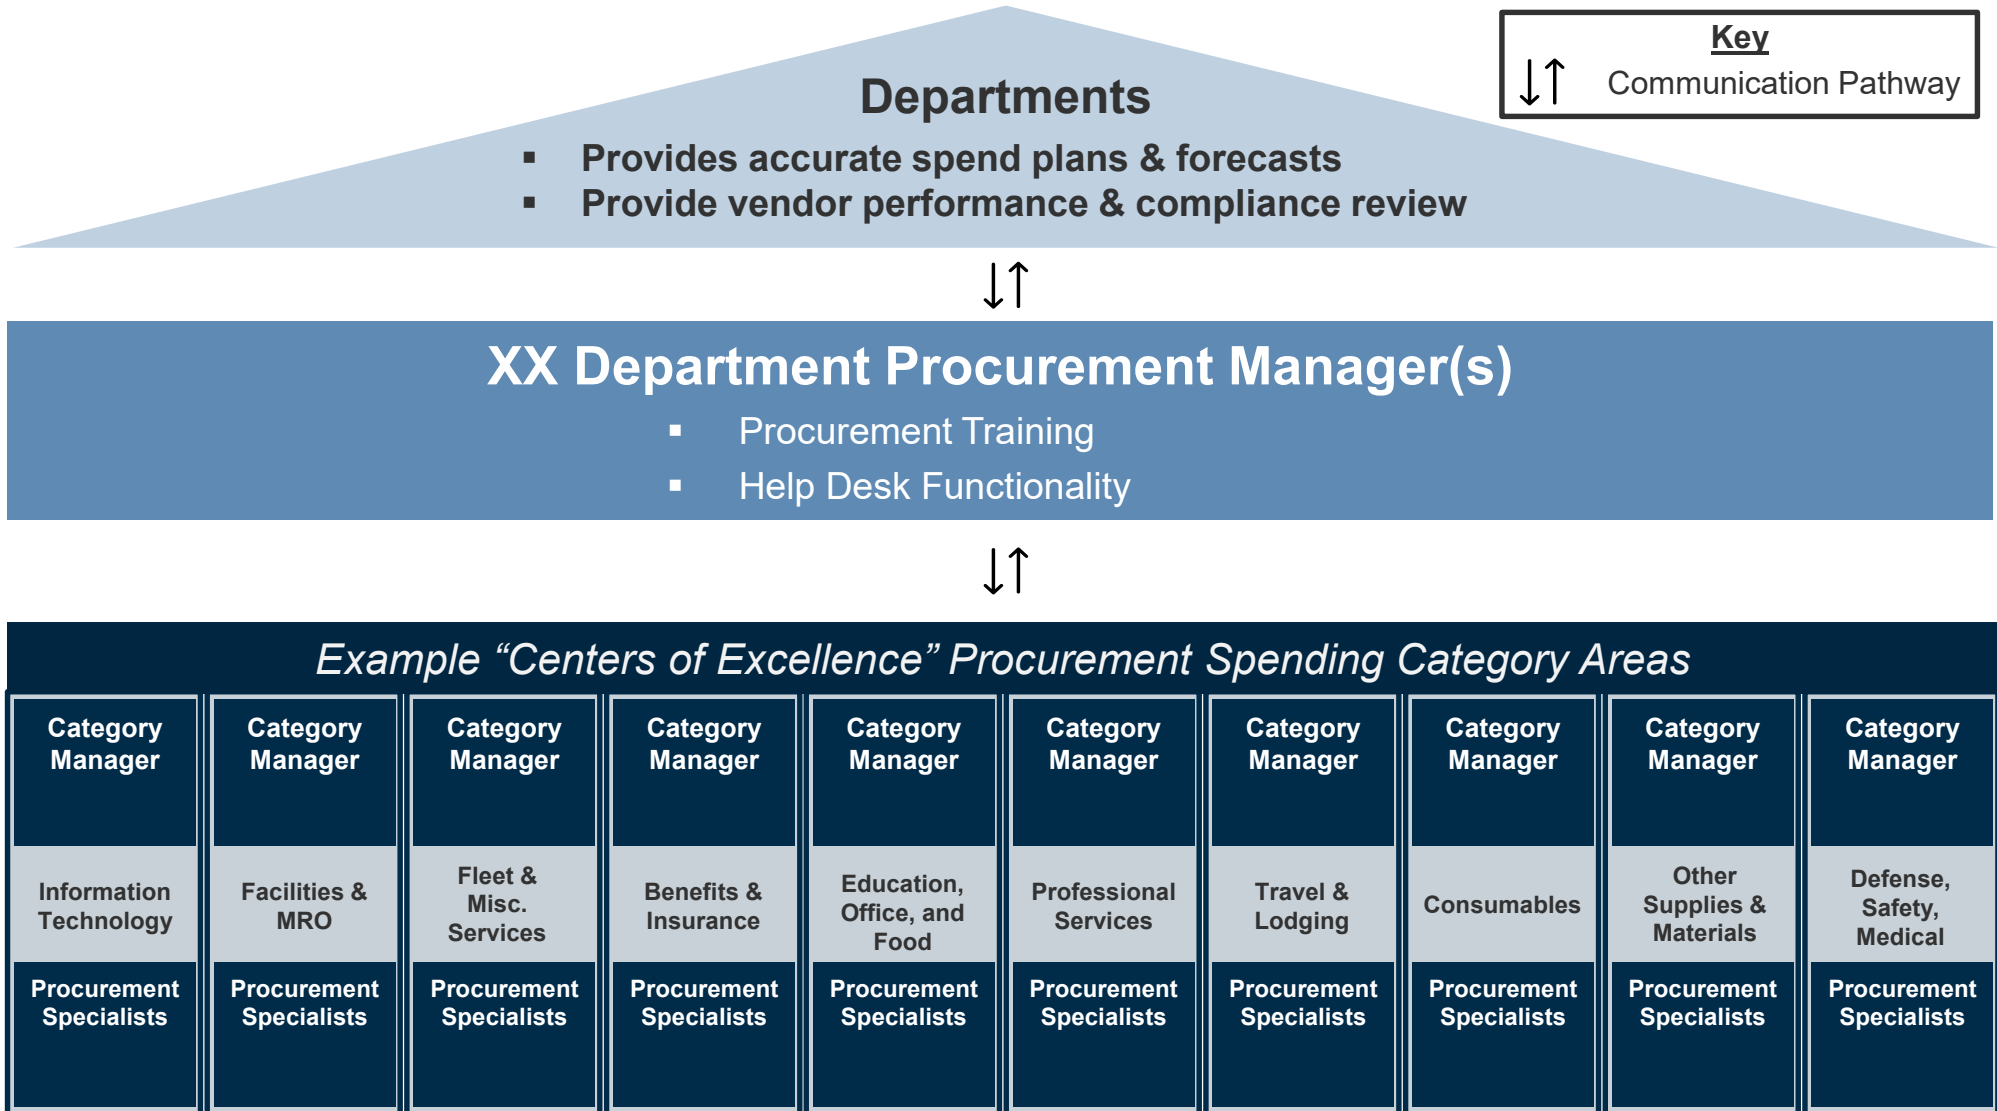 Key
↓↑ Communication Pathway
Departments
▪ Provides accurate spend plans & forecasts
▪ Provide vendor performance & compliance review
↓↑
XX Department Procurement Manager(s)
▪ Procurement Training
▪ Help Desk Functionality
↓↑
Example “Centers of Excellence” Procurement Spending Category Areas
Category
Manager
Information
Technology
Procurement
Specialists
Category
Manager
Facilities &
MRO
Procurement
Specialists
Category
Manager
Fleet &
Misc.
Services
Procurement
Specialists
Category
Manager
Benefits &
Insurance
Procurement
Specialists
Category
Manager
Education,
Office, and
Food
Procurement
Specialists
Category
Manager
Professional
Services
Procurement
Specialists
Category
Manager
Travel &
Lodging
Procurement
Specialists
Category
Manager
Consumables
Procurement
Specialists
Category
Manager
Other
Supplies &
Materials
Procurement
Specialists
Category
Manager
Defense,
Safety,
Medical
Procurement
Specialists